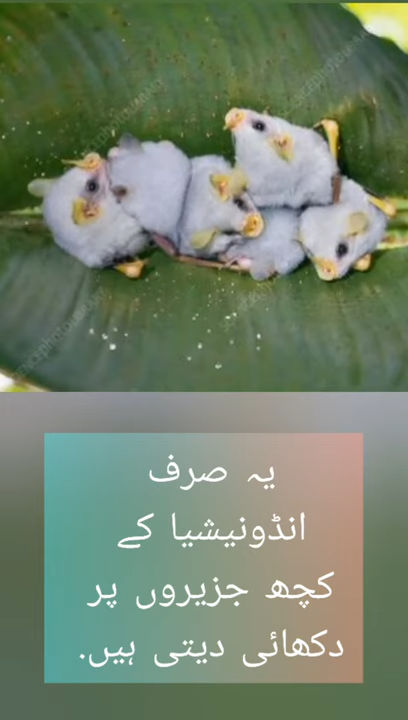 یہ صرف
انڈونیشیا کے
کچھ جزیروں پر
دکھائی دیتی ہیں.